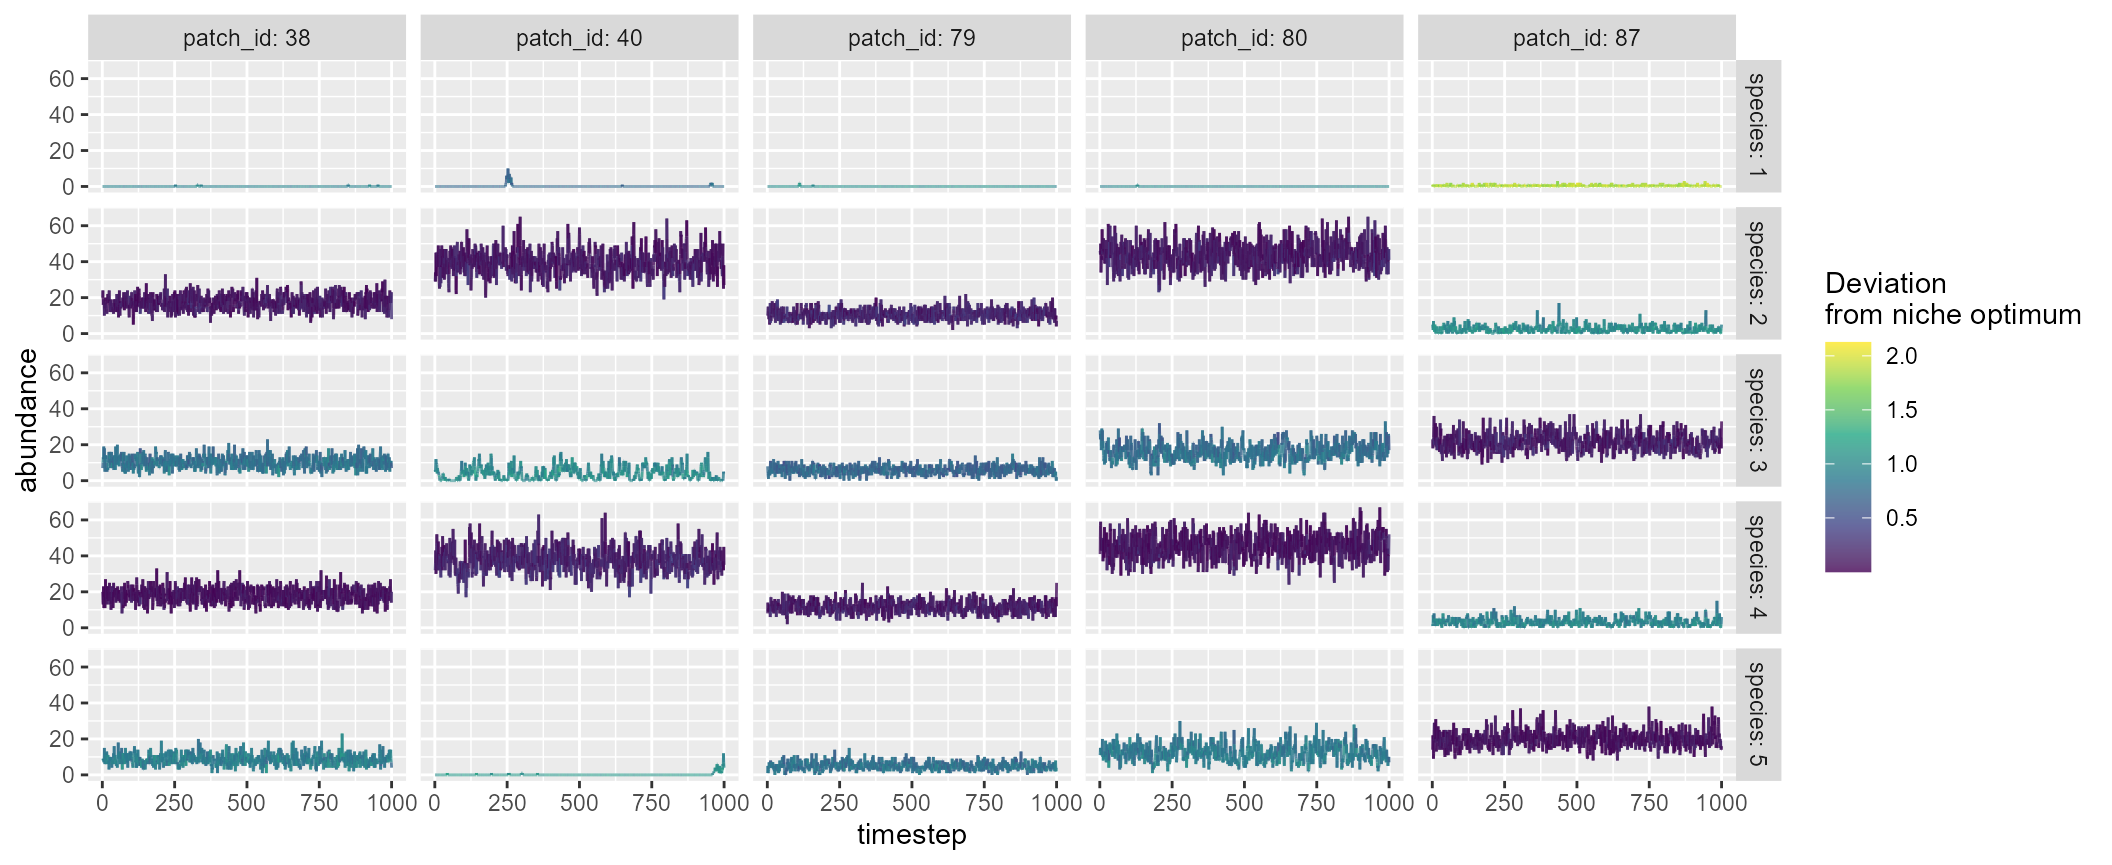 patch_id: 38
patch_id: 40
patch_id: 79
patch_id: 80
patch_id: 87
60
40
20
0
species: 1
60
40
20
0
species: 2
60
40
20
0
species: 3
60
40
20
0
species: 4
60
40
20
0
species: 5
abundance
0 250 500 750 1000
0 250 500 750 1000
0 250 500 750 1000
0 250 500 750 1000
0 250 500 750 1000
timestep
Deviation
from niche optimum
2.0
1.5
1.0
0.5